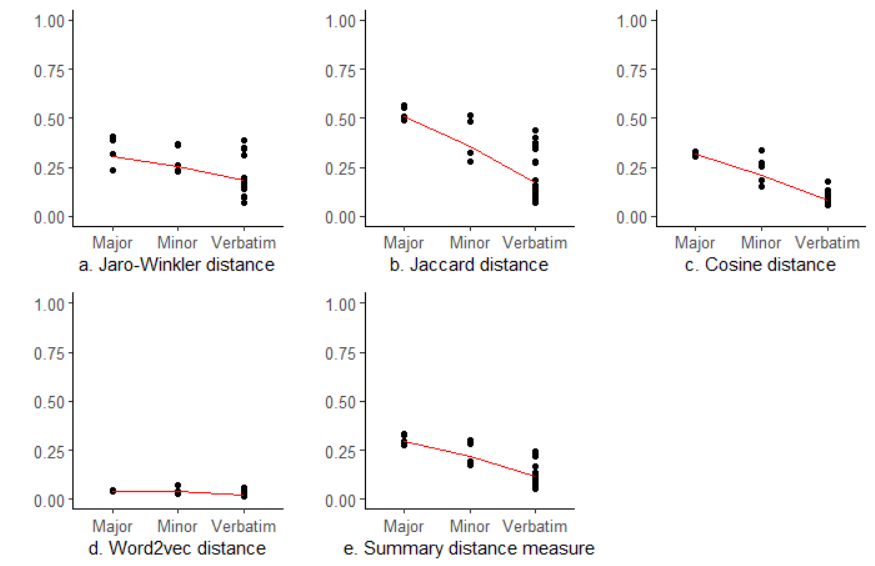 1.00
0.75
0.50
0.25
0.00
Major Minor Verbatim
a. Jaro-Winkler distance
1.00
0.75
0.50
0.25
0.00
Major Minor Verbatim
b. Jaccard distance
1.00
0.75
0.50
0.25
0.00
Major Minor Verbatim
c. Cosine distance
1.00
0.75
0.50
0.25
0.00
Major Minor Verbatim
d. Word2vec distance
1.00
0.75
0.50
0.25
0.00
Major Minor Verbatim
e. Summary distance measure